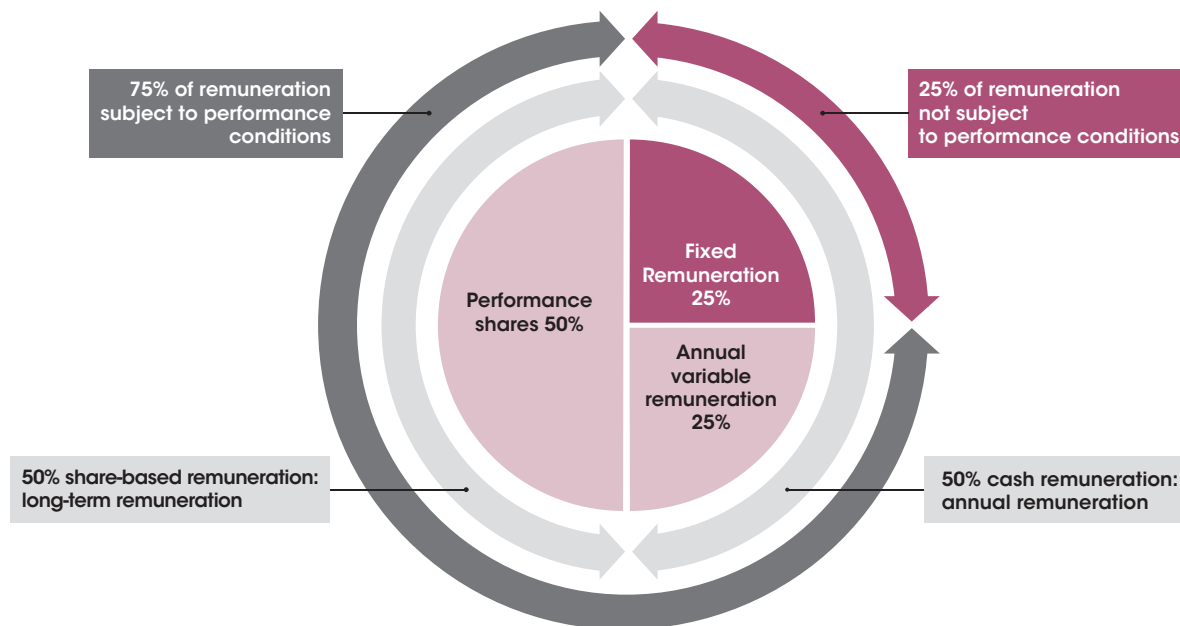 75% of remuneration
subject to performance
conditions
25% of remuneration
not subject
to performance conditions
Fixed
Remuneration
25%
Performance
shares 50%
Annual
variable
remuneration
25%
50% share-based remuneration:
long-term remuneration
50% cash remuneration:
annual remuneration